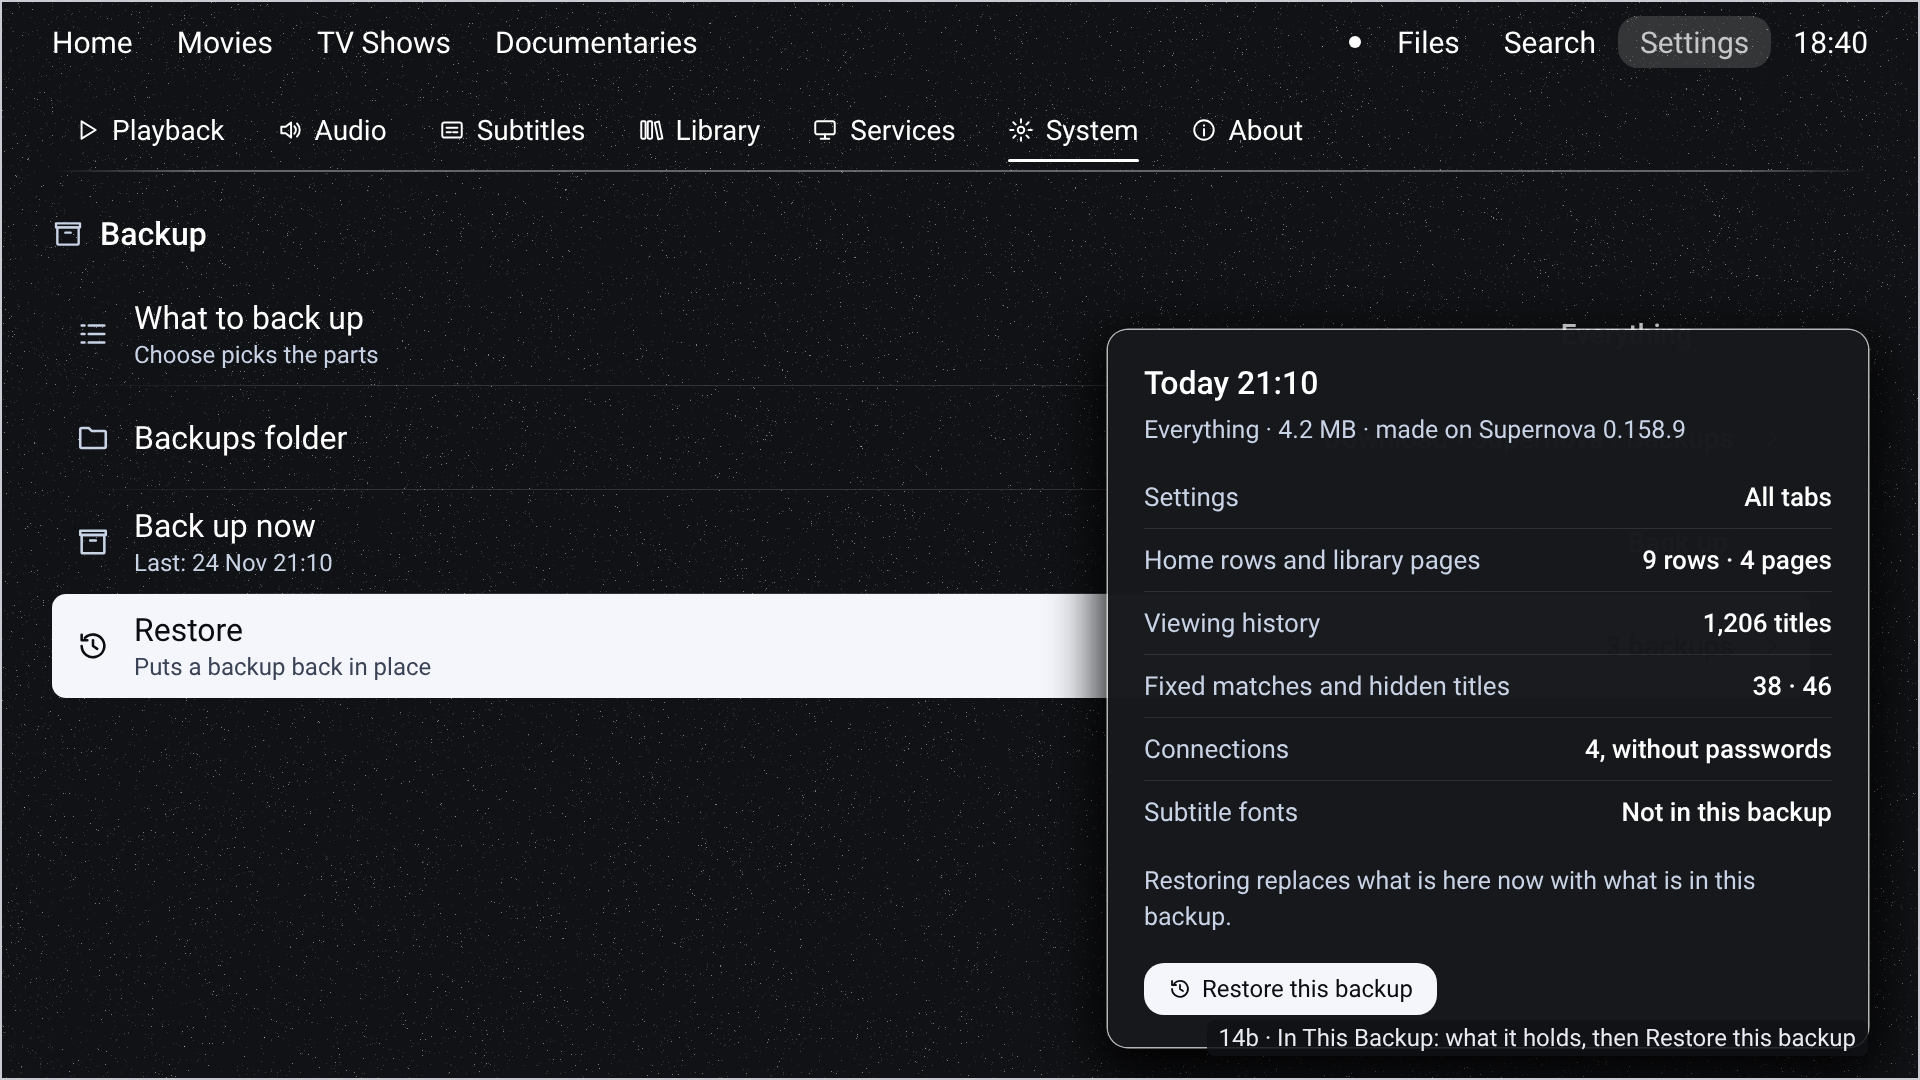 Home Movies TV Shows Documentaries Files Search Settings 18:40
Playback Audio Subtitles Library Services System About
Backup
What to back up
Choose picks the parts
Everything
Backups folder
Back up now
Last: 24 Nov 21:10
Restore
Puts a backup back in place
Today 21:10
Everything · 4.2 MB · made on Supernova 0.158.9
Settings All tabs
Home rows and library pages 9 rows · 4 pages
Viewing history 1,206 titles
3 backups
Fixed matches and hidden titles 38 · 46
Connections 4, without passwords
Subtitle fonts Not in this backup
Restoring replaces what is here now with what is in this
backup.
Restore this backup
14b · In This Backup: what it holds, then Restore this backup